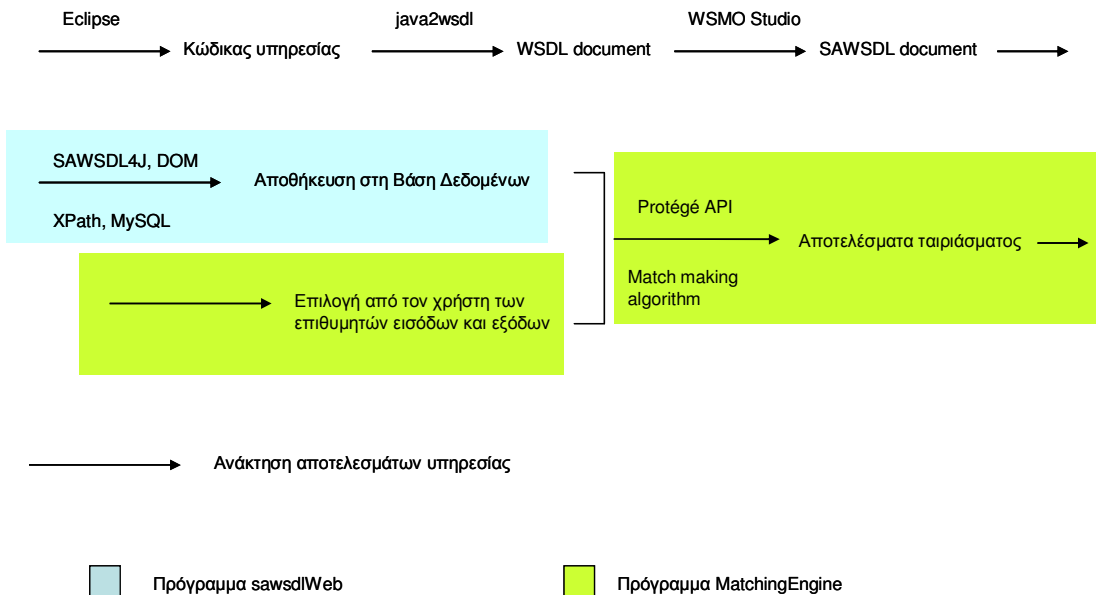 Eclipse
java2wsdl
WSMO Studio
Κώδικας υπηρεσίας
WSDL document
SAWSDL document
SAWSDL4J, DOM
Αποθήκευση στη Βάση Δεδομένων
XPath, MySQL
Επιλογή από τον χρήστη των
επιθυμητών εισόδων και εξόδων
Protégé API
Αποτελέσματα ταιριάσματος
Match making
algorithm
Ανάκτηση αποτελεσμάτων υπηρεσίας
Πρόγραμμα sawsdlWeb
Πρόγραμμα MatchingEngine